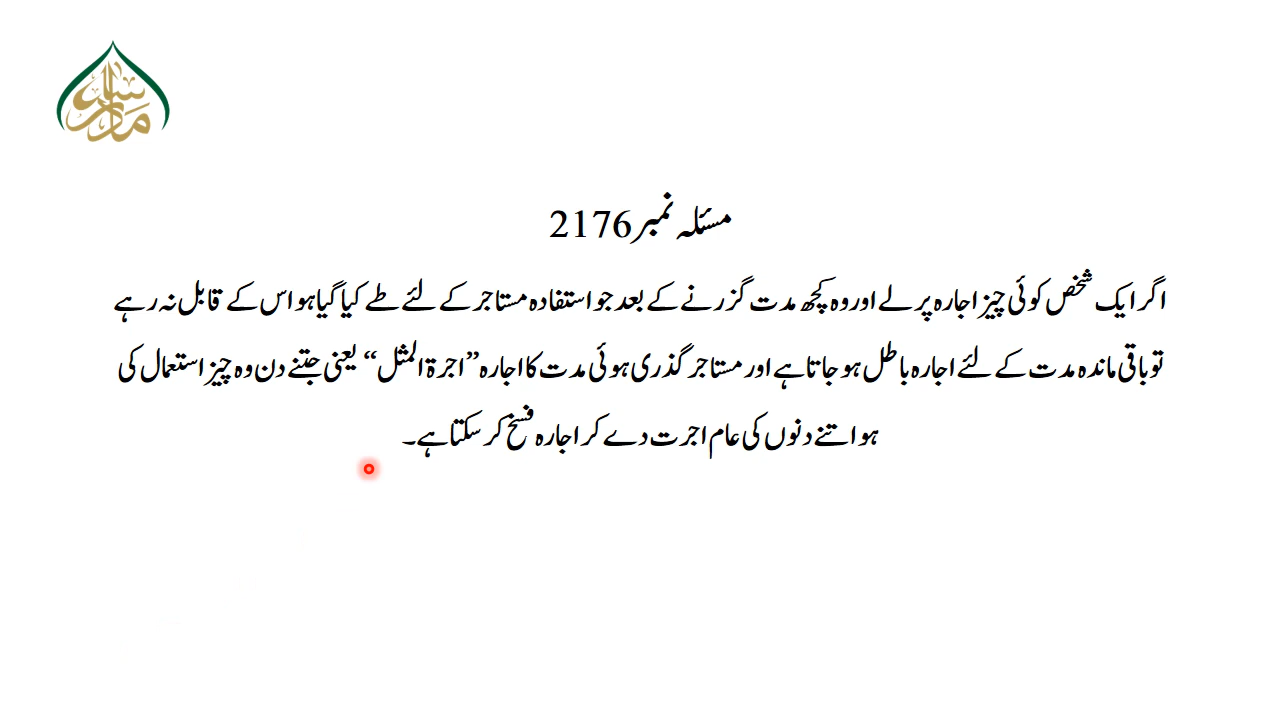 مسئلہ نمبر 2176
اگر ایک شخص کوئی چیز اجارہ پر لے اور وہ کچھ مدت گزرنے کے بعد جو استفادہ مستاجر کے لئے طے کیا گیا ہو اس کے قابل نہ رہے
تو باقی ماندہ مدت کے لئے اجارہ باطل ہو جاتا ہے اور مستاجر گذری ہوئی مدت کا اجارہ ”اجرۃ المثل“ یعنی جتنے دن وہ چیز استعمال کی
ہو اتنے دنوں کی عام اجرت دے کر اجارہ فسخ کر سکتا ہے۔